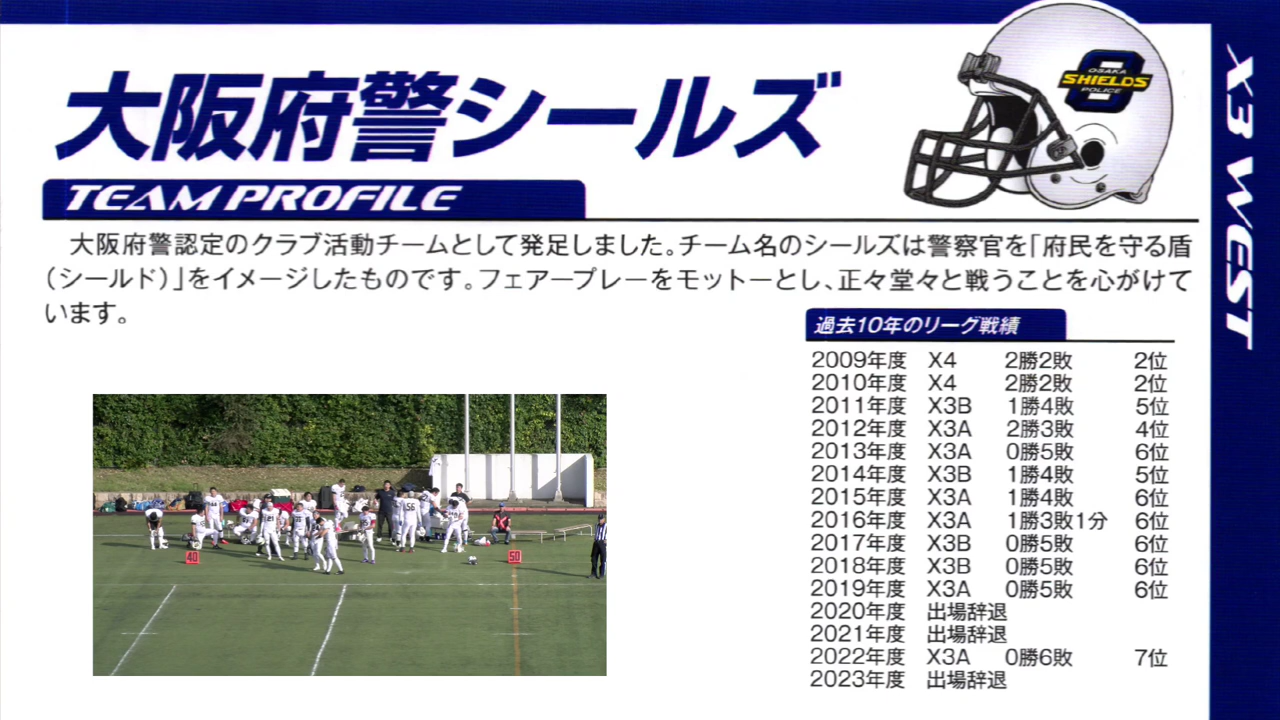 大阪府警シールズ
OSAKA
SHIELDS
POLICE
X3 WEST
TEAM PROFILE
大阪府警認定のクラブ活動チームとして発足しました。チーム名のシールズは警察官を「府民を守る盾
（シールド）」をイメージしたものです。フェアープレーをモットーとし、正々堂々と戦うことを心がけて
います。
過去10年のリーグ戦績
2009年度 X4 2勝2敗 2位
2010年度 X4 2勝2敗 2位
2011年度 X3B 1勝4敗 5位
2012年度 X3A 2勝3敗 4位
2013年度 X3A 0勝5敗 6位
2014年度 X3B 1勝4敗 5位
2015年度 X3A 1勝4敗 6位
2016年度 X3A 1勝3敗1分 6位
2017年度 X3B 0勝5敗 6位
2018年度 X3B 0勝5敗 6位
2019年度 X3A 0勝5敗 6位
2020年度 出場辞退
2021年度 出場辞退
2022年度 X3A 0勝6敗 7位
2023年度 出場辞退
40
50
56